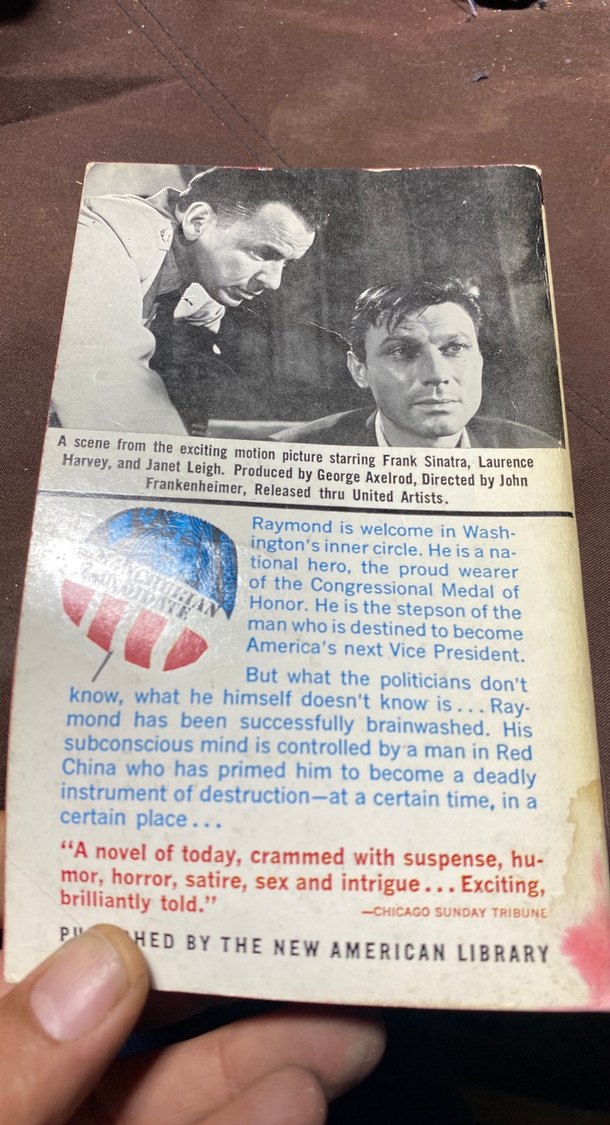 A scene from the exciting motion picture starring Frank Sinatra, Laurence
Harvey, and Janet Leigh. Produced by George Axelrod, Directed by John
Frankenheimer, Released thru United Artists.
MANCHURIAN
CANDIDATE
Raymond is welcome in Wash-
ington's inner circle. He is a na-
tional hero, the proud wearer
of the Congressional Medal of
Honor. He is the stepson of the
man who is destined to become
America's next Vice President.
But what the politicians don't
know, what he himself doesn't know is ... Ray-
mond has been successfully brainwashed. His
subconscious mind is controlled by a man in Red
China who has primed him to become a deadly
instrument of destruction—at a certain time, in a
certain place ...
"A novel of today, crammed with suspense, hu-
mor, horror, satire, sex and intrigue ... Exciting,
brilliantly told."
—CHICAGO SUNDAY TRIBUNE
BY THE NEW AMERICAN LIBRARY